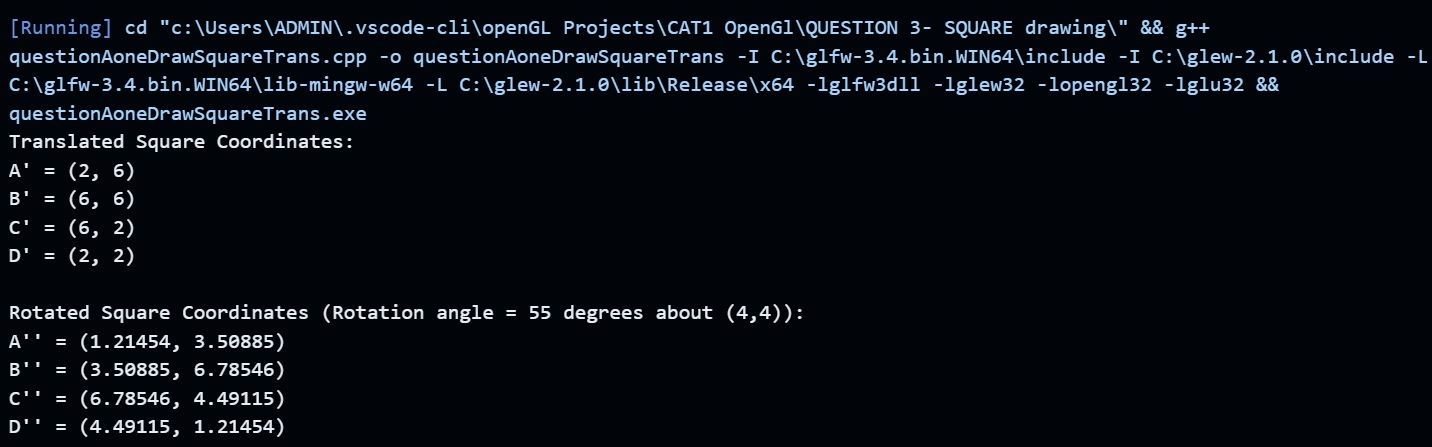 [Running] cd "c:\Users\ADMIN\.vscode-cli\openGL Projects\CAT1 OpenGl\QUESTION 3- SQUARE drawing\" && g++
questionAoneDrawSquareTrans.cpp -o questionAoneDrawSquareTrans -I C:\glfw-3.4.bin.WIN64\include -I C:\glew-2.1.0\include -L
C:\glfw-3.4.bin.WIN64\lib-mingw-w64 -L C:\glew-2.1.0\lib\Release\x64 -lglfw3dll -lglew32 -lopengl32 -lglu32 &&
questionAoneDrawSquareTrans.exe
Translated Square Coordinates:
A' = (2, 6)
B' = (6, 6)
C' = (6, 2)
D' = (2, 2)

Rotated Square Coordinates (Rotation angle = 55 degrees about (4,4)):
A'' = (1.21454, 3.50885)
B'' = (3.50885, 6.78546)
C'' = (6.78546, 4.49115)
D'' = (4.49115, 1.21454)